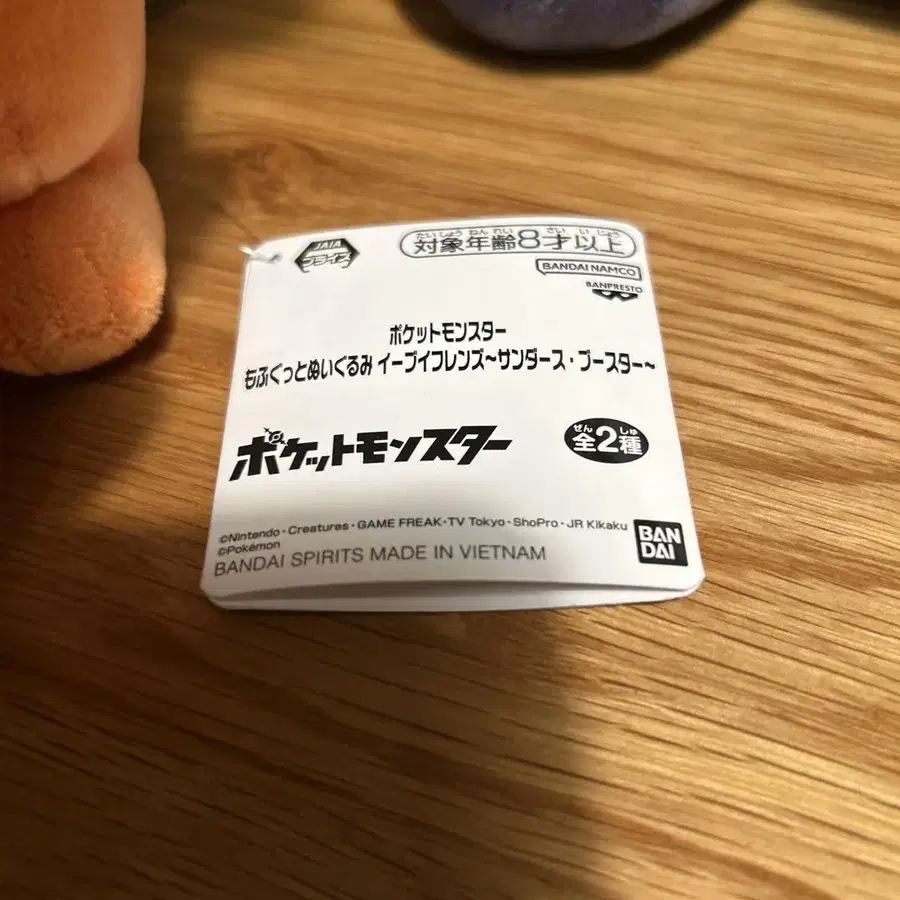 JAIA
プライズ
たいしょうねんれい さいいじょう
対象年齢8才以上
BANDAI NAMCO
BANPRESTO
ポケットモンスター
もふぐっとぬいぐるみ イーブイフレンズ~サンダース・ブースター~
ポケットモンスター
ぜん しゅ
全2種
©Nintendo・Creatures・GAME FREAK・TV Tokyo・ShoPro・JR Kikaku
©Pokémon
BANDAI SPIRITS MADE IN VIETNAM
BAN
DAI